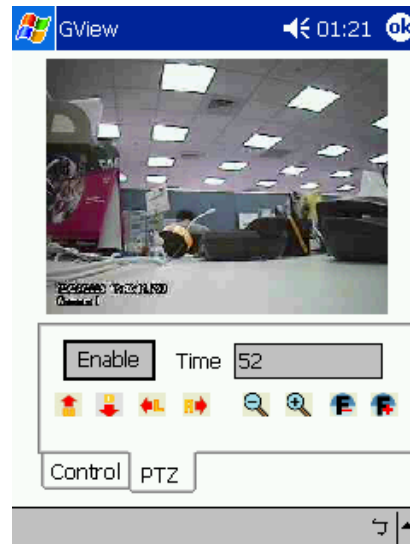 GView 01:21 ok
Enable Time 52
U D L R
F F
Control PTZ
ㄅ